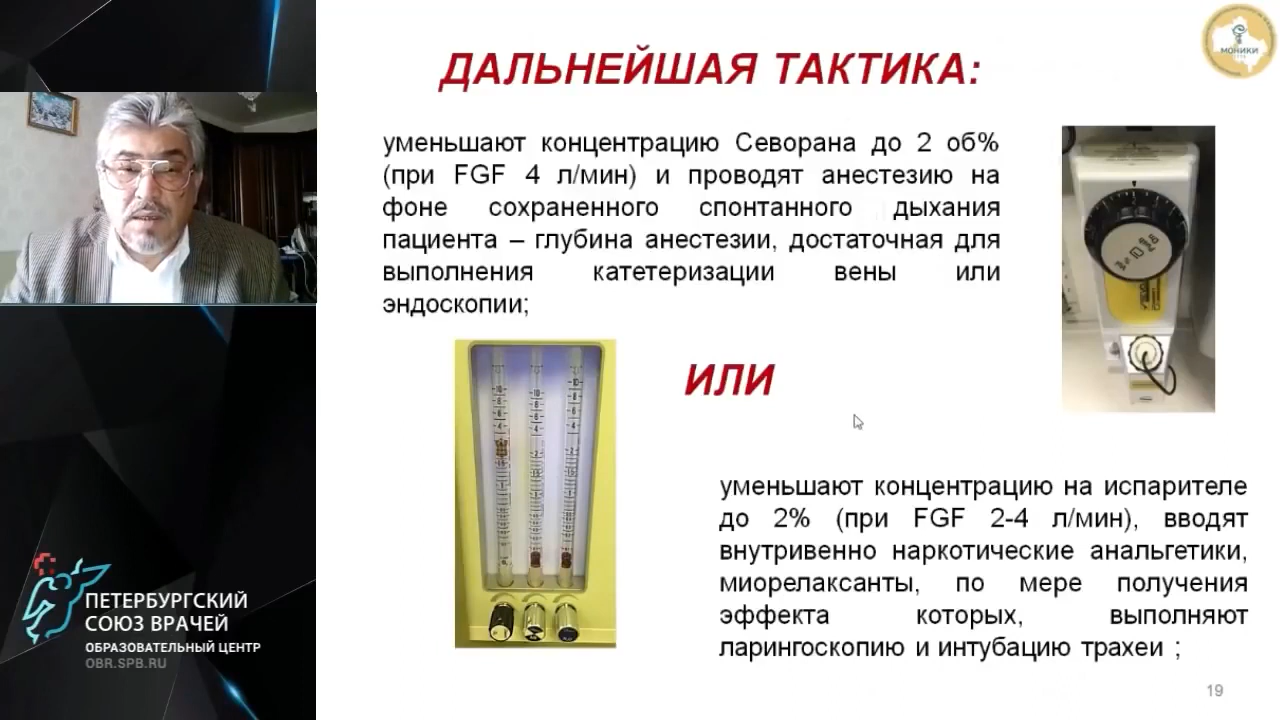 ДАЛЬНЕЙШАЯ ТАКТИКА:
МОНИКИ
уменьшают концентрацию Севорана до 2 об%
(при FGF 4 л/мин) и проводят анестезию на
фоне сохраненного спонтанного дыхания
пациента – глубина анестезии, достаточная для
выполнения катетеризации вены или
эндоскопии;
ИЛИ
уменьшают концентрацию на испарителе
до 2% (при FGF 2-4 л/мин), вводят
внутривенно наркотические анальгетики,
миорелаксанты, по мере получения
эффекта которых, выполняют
ларингоскопию и интубацию трахеи ;
ПЕТЕРБУРГСКИЙ
СОЮЗ ВРАЧЕЙ
ОБРАЗОВАТЕЛЬНЫЙ ЦЕНТР
OBR.SPB.RU
19